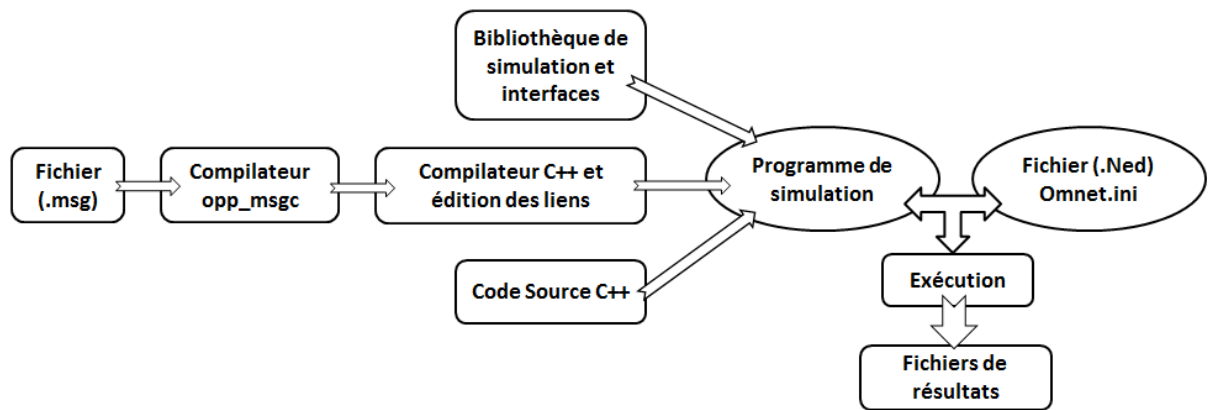 Bibliothèque de
simulation et
interfaces
Fichier
(.msg)
Compilateur
opp_msgc
Compilateur C++ et
édition des liens
Programme de
simulation
Fichier (.Ned)
Omnet.ini
Code Source C++
Exécution
Fichiers de
résultats